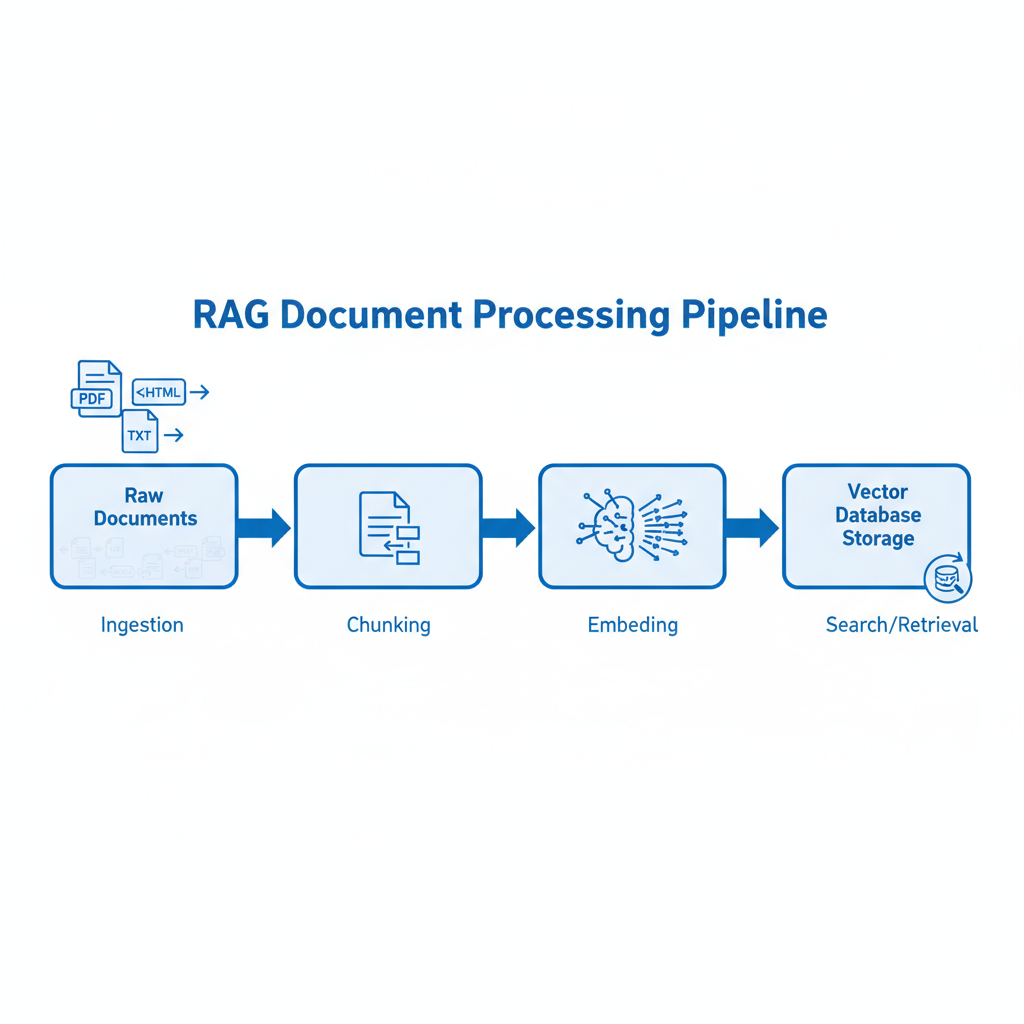 RAG Document Processing Pipeline
PDF
<HTML
TXT
Raw
Documents
Vector
Database
Storage
Ingestion
Chunking
Embeding
Search/Retrieval